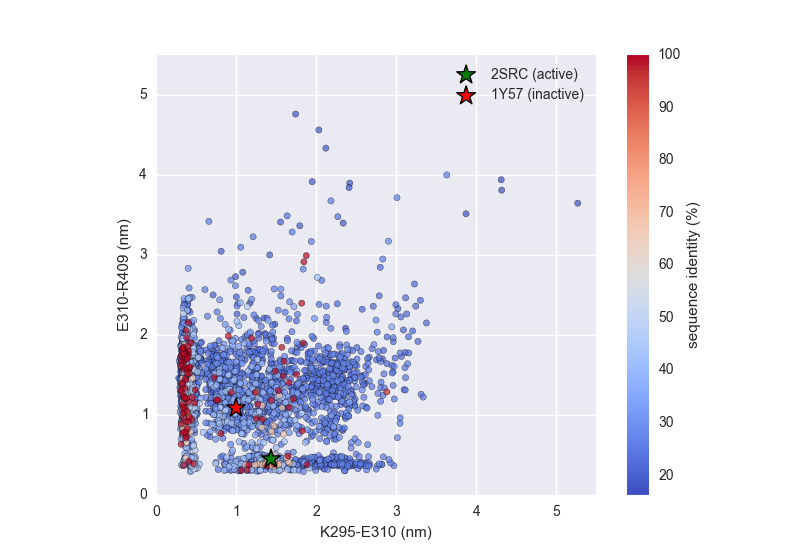 2SRC (active)
1Y57 (inactive)
5
4
3
2
1
0
E310-R409 (nm)
0 1 2 3 4 5
K295-E310 (nm)
100
90
80
70
60
50
40
30
20
sequence identity (%)